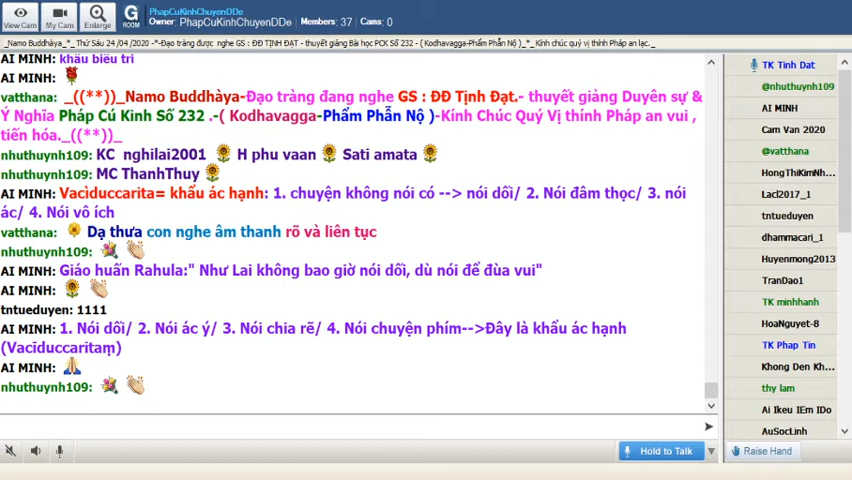 View Cam
My Cam
Enlarge
G
ROOM
PhapCuKinhChuyenDDe
Owner: PhapCuKinhChuyenDDe Members: 37 Cams: 0
_Namo Buddhàya_*_ Thứ Sáu 24 /04 /2020 -*-Đạo tràng được nghe GS : ĐĐ TỊNH ĐẠT - thuyết giảng Bài học PCK Số 232 - ( Kodhavagga-Phẩm Phẫn Nộ )_*_ Kính chúc quý vị thính Pháp an lạc._
AI MINH: khẩu biểu tri
AI MINH:
vatthana: _((**))_Namo Buddhàya-Đạo tràng đang nghe GS : ĐĐ Tịnh Đạt.- thuyết giảng Duyên sự &
Ý Nghĩa Pháp Cú Kinh Số 232 .-( Kodhavagga-Phẩm Phẫn Nộ )-Kính Chúc Quý Vị thính Pháp an vui ,
tiến hóa._((**))_
nhuthuynh109: KC nghilai2001 H phu vaan Sati amata
nhuthuynh109: MC ThanhThuy
AI MINH: Vacìduccarita= khẩu ác hạnh: 1. chuyện không nói có --> nói dối/ 2. Nói đâm thọc/ 3. nói
ác/ 4. Nói vô ích
vatthana: Dạ thưa con nghe âm thanh rõ và liên tục
nhuthuynh109:
AI MINH: Giáo huấn Rahula:" Như Lai không bao giờ nói dối, dù nói để đùa vui"
AI MINH:
tntueduyen: 1111
AI MINH: 1. Nói dối/ 2. Nói ác ý/ 3. Nói chia rẽ/ 4. Nói chuyện phím-->Đây là khẩu ác hạnh
(Vacīduccaritaṃ)
AI MINH:
nhuthuynh109:
Hold to Talk
TK Tinh Dat
@nhuthuynh109
AI MINH
Cam Van 2020
@vatthana
HongThiKimNh...
Lacl2017_1
tntueduyen
dhammacari_1
Huyenmong2013
TranDao1
TK minhhanh
HoaNguyet-8
TK Phap Tin
Khong Den Kh...
thy lam
Ai Ikeu IEm IDo
AuSocLinh
Raise Hand